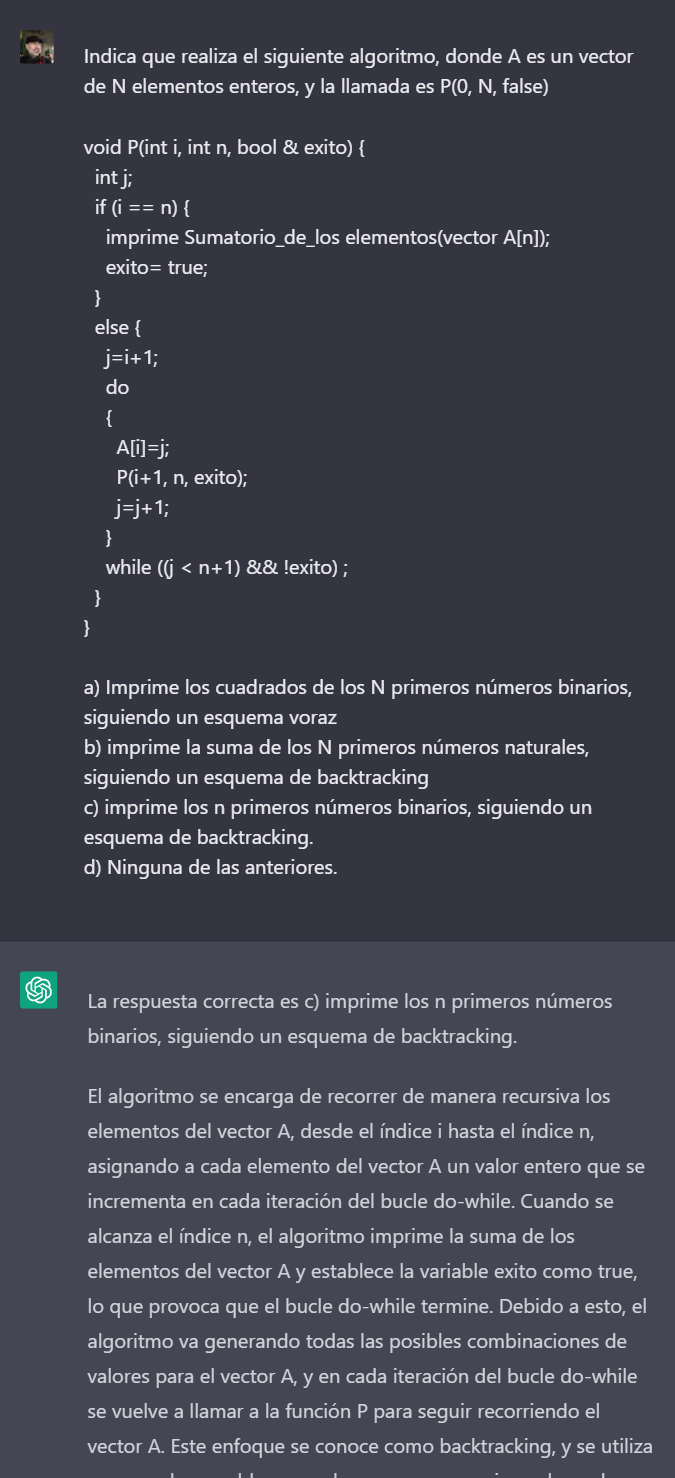 Indica que realiza el siguiente algoritmo, donde A es un vector
de N elementos enteros, y la llamada es P(0, N, false)
void P(int i, int n, bool & exito) {
int j;
if (i == n) {
imprime Sumatorio_de_los elementos(vector A[n]);
exito= true;
}
else {
j=i+1;
do
{
A[i]=j;
P(i+1, n, exito);
j=j+1;
}
while ((j < n+1) && !exito) ;
}
}
a) Imprime los cuadrados de los N primeros números binarios,
siguiendo un esquema voraz
b) imprime la suma de los N primeros números naturales,
siguiendo un esquema de backtracking
c) imprime los n primeros números binarios, siguiendo un
esquema de backtracking.
d) Ninguna de las anteriores.
La respuesta correcta es c) imprime los n primeros números
binarios, siguiendo un esquema de backtracking.
El algoritmo se encarga de recorrer de manera recursiva los
elementos del vector A, desde el índice i hasta el índice n,
asignando a cada elemento del vector A un valor entero que se
incrementa en cada iteración del bucle do-while. Cuando se
alcanza el índice n, el algoritmo imprime la suma de los
elementos del vector A y establece la variable exito como true,
lo que provoca que el bucle do-while termine. Debido a esto, el
algoritmo va generando todas las posibles combinaciones de
valores para el vector A, y en cada iteración del bucle do-while
se vuelve a llamar a la función P para seguir recorriendo el
vector A. Este enfoque se conoce como backtracking, y se utiliza